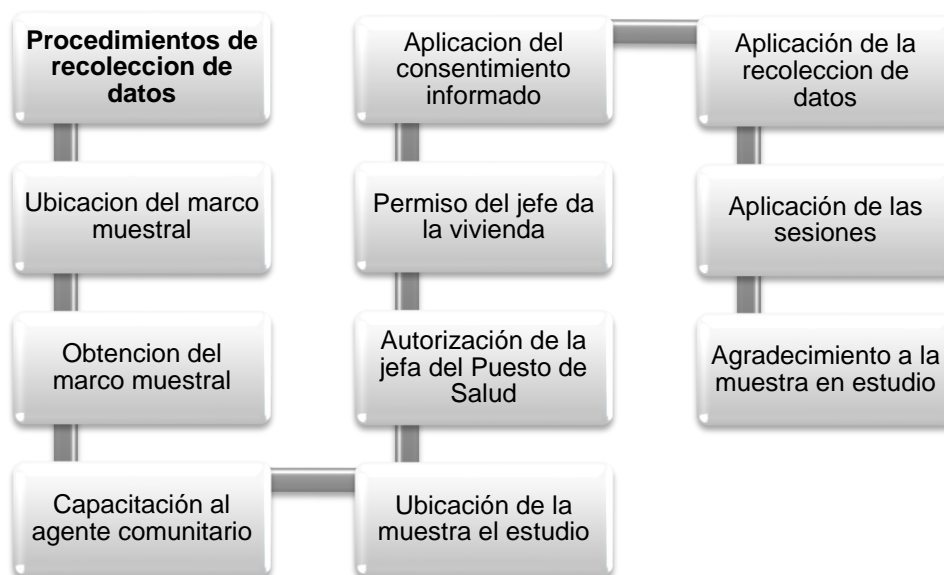 Procedimientos de
recoleccion de
datos
Ubicacion del marco
muestral
Obtencion del
marco muestral
Capacitación al
agente comunitario
Ubicación de la
muestra el estudio
Autorización de la
jefa del Puesto de
Salud
Permiso del jefe da
la vivienda
Aplicacion del
consentimiento
informado
Aplicación de la
recoleccion de
datos
Aplicación de las
sesiones
Agradecimiento a la
muestra en estudio